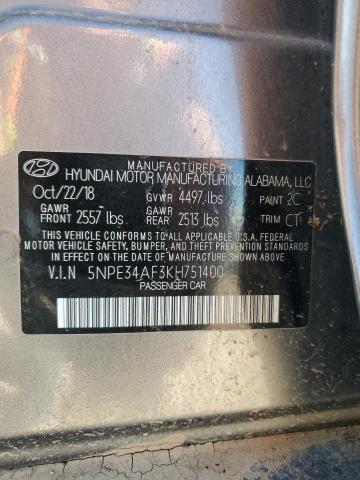 MANUFACTURED BY
HYUNDAI MOTOR MANUFACTURING ALABAMA, LLC
Oct/22/18 GVWR 4497 lbs PAINT 2C
GAWR FRONT 2557 lbs GAWR REAR 2513 lbs TRIM CT
THIS VEHICLE CONFORMS TO ALL APPLICABLE U.S.A. FEDERAL
MOTOR VEHICLE SAFETY, BUMPER, AND THEFT PREVENTION STANDARDS
IN EFFECT ON THE DATE OF MANUFACTURE SHOWN ABOVE.
V.I.N 5NPE34AF3KH751400
PASSENGER CAR